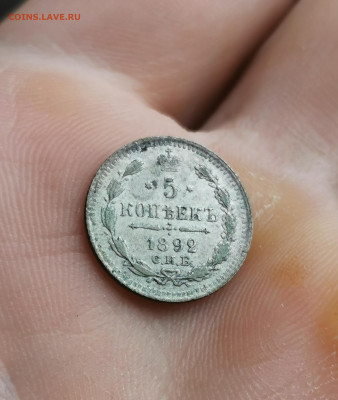 COINS.LAVE.RU
5
КОПѢЕКЪ
1892
С.П.Б.